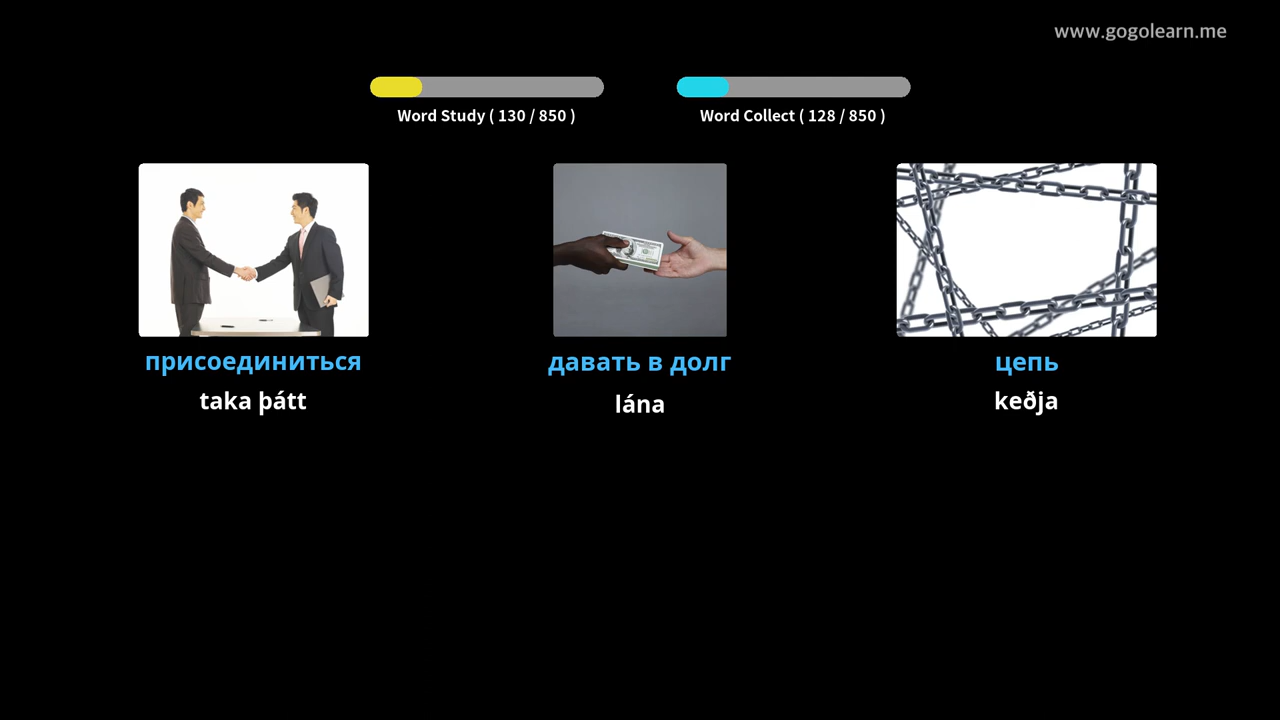 www.gogolearn.me
Word Study ( 130 / 850 )
Word Collect ( 128 / 850 )
присоединиться
давать в долг
цепь
taka þátt
lána
keðja